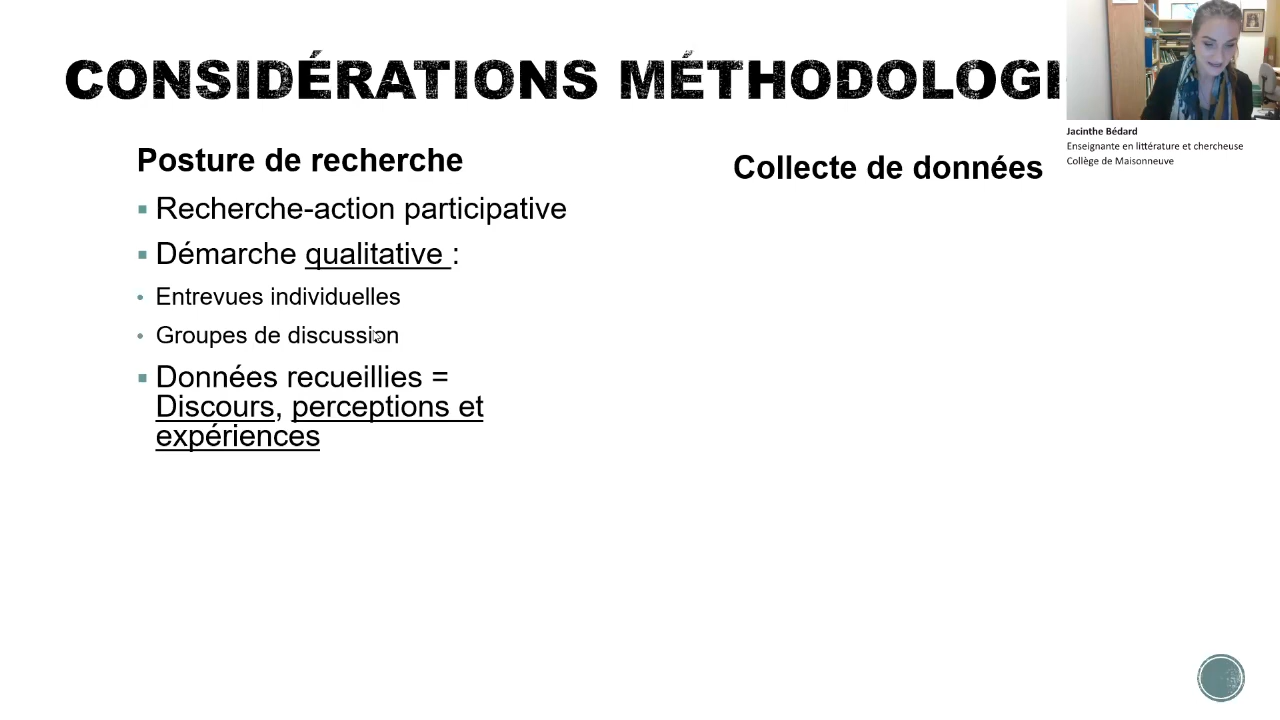 CONSIDÉRATIONS MÉTHODOLOGI
Jacinthe Bédard
Enseignante en littérature et chercheuse
Collège de Maisonneuve
Posture de recherche
▪ Recherche-action participative
▪ Démarche qualitative :
• Entrevues individuelles
• Groupes de discussion
▪ Données recueillies =
Discours, perceptions et
expériences
Collecte de données